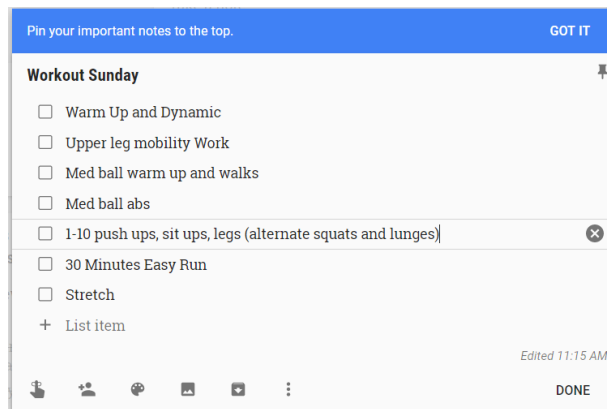 Pin your important notes to the top. GOT IT
Workout Sunday
Warm Up and Dynamic
Upper leg mobility Work
Med ball warm up and walks
Med ball abs
1-10 push ups, sit ups, legs (alternate squats and lunges)
30 Minutes Easy Run
Stretch
+ List item
Edited 11:15 AM
DONE